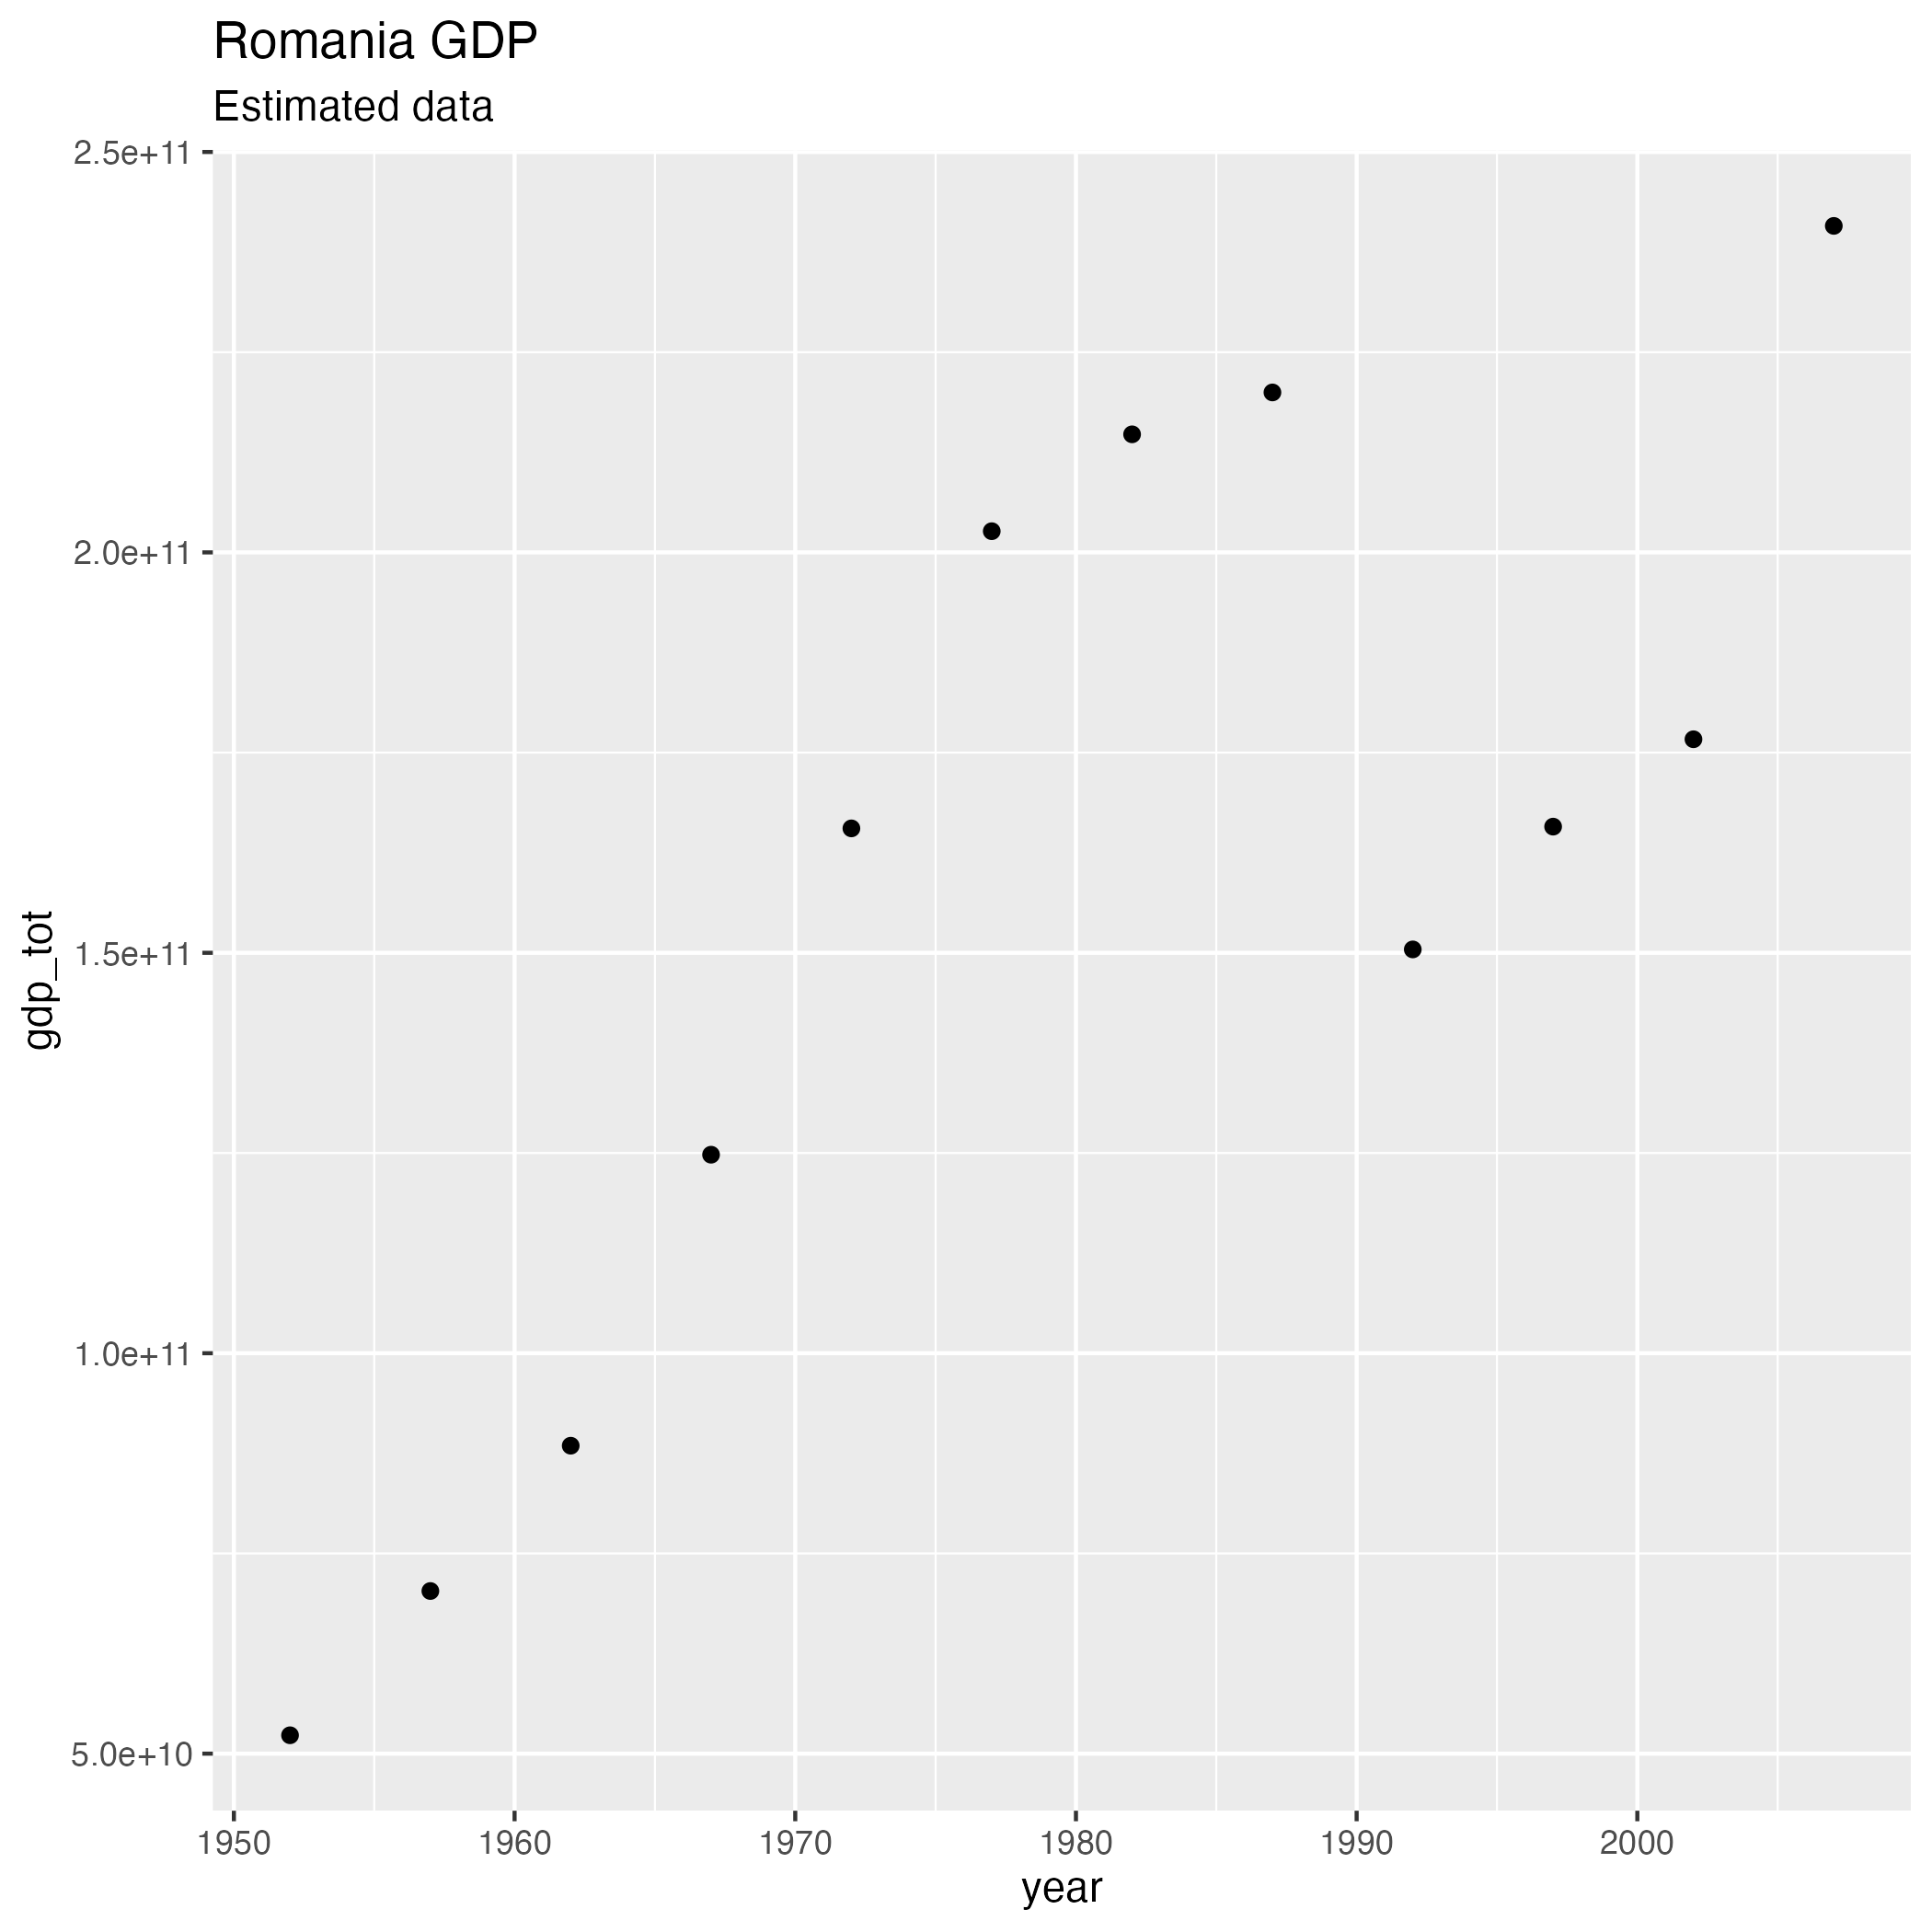 Romania GDP
Estimated data
2.5e+11
2.0e+11
1.5e+11
1.0e+11
5.0e+10
gdp_tot
1950 1960 1970 1980 1990 2000
year